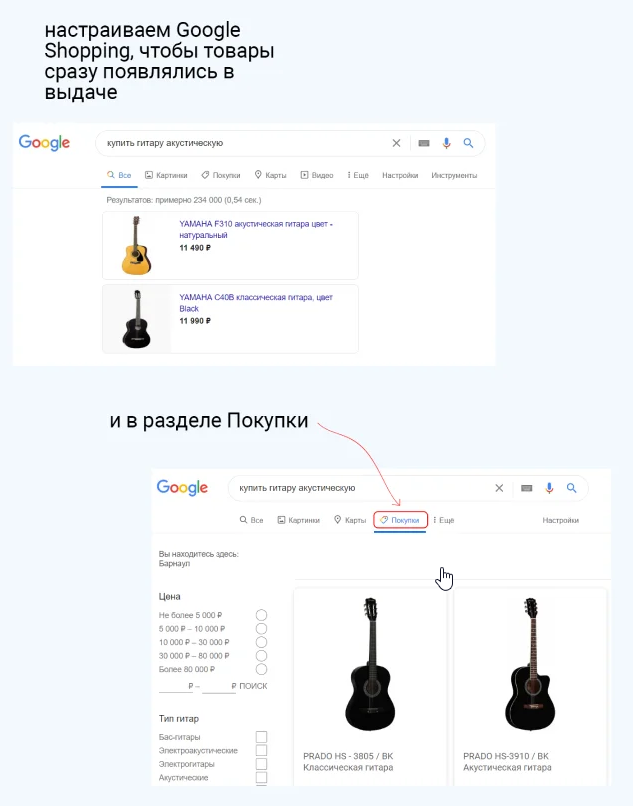 настраиваем Google
Shopping, чтобы товары
сразу появлялись в
выдаче
Google
купить гитару акустическую
Все
Картинки
Покупки
Карты
Видео
Ещё
Настройки
Инструменты
Результатов: примерно 234 000 (0,54 сек.)
YAMAHA F310 акустическая гитара цвет -
натуральный
11 490 ₽
YAMAHA C40B классическая гитара, цвет
Black
11 990 ₽
и в разделе Покупки
Google
купить гитару акустическую
Все
Картинки
Карты
Покупки
Ещё
Настройки
Вы находитесь здесь:
Барнаул
Цена
Не более 5 000 ₽
5 000 ₽ – 10 000 ₽
10 000 ₽ – 30 000 ₽
30 000 ₽ – 80 000 ₽
Более 80 000 ₽
₽ – ₽ ПОИСК
Тип гитар
Бас-гитары
Электроакустические
Электрогитары
Акустические
PRADO HS - 3805 / BK
Классическая гитара
PRADO HS-3910 / BK
Акустическая гитара